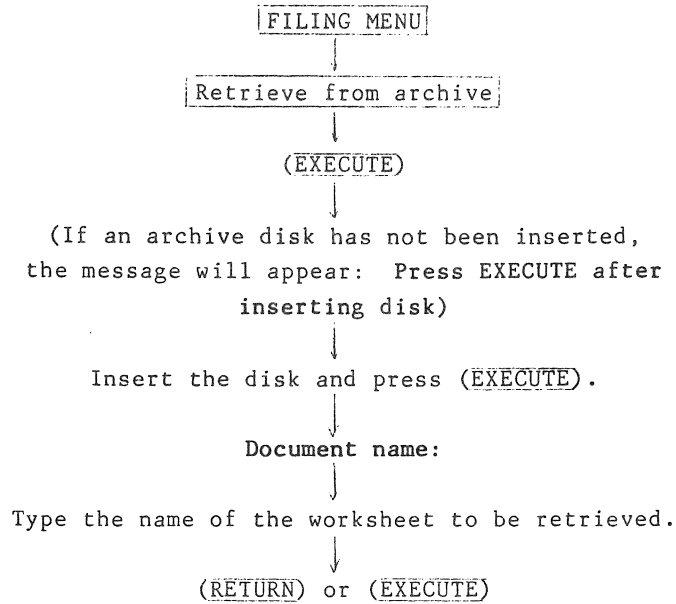 FILING MENU
Retrieve from archive
(EXECUTE)
(If an archive disk has not been inserted,
the message will appear: Press EXECUTE after
inserting disk)
Insert the disk and press (EXECUTE).
Document name:
Type the name of the worksheet to be retrieved.
(RETURN) or (EXECUTE)